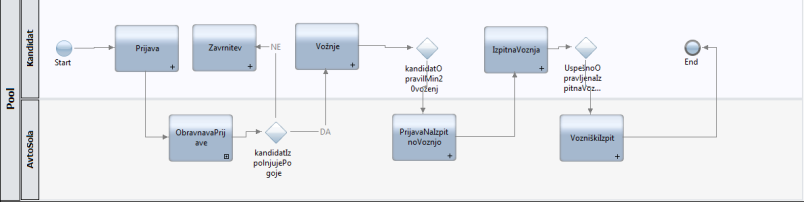 Pool
Kandidat
AvtoSola
Start
Prijava
Zavrnitev
NE
Vožnje
kandidatO
pravilMin2
0voženj
IzpitnaVoznja
UspešnoO
pravljenaIz
pitnaVoz...
End
ObravnavaPrij
ave
kandidatIz
polnjujePo
goje
DA
PrijavaNaIzpit
noVoznjo
VozniškiIzpit